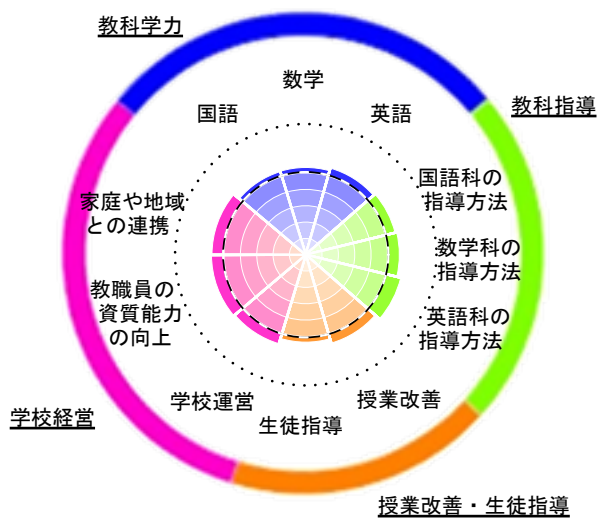 教科学力
数学
国語
英語
教科指導
国語科の
指導方法
家庭や地域
との連携
数学科の
指導方法
教職員の
資質能力
の向上
英語科の
指導方法
学校運営
授業改善
生徒指導
学校経営
授業改善・生徒指導